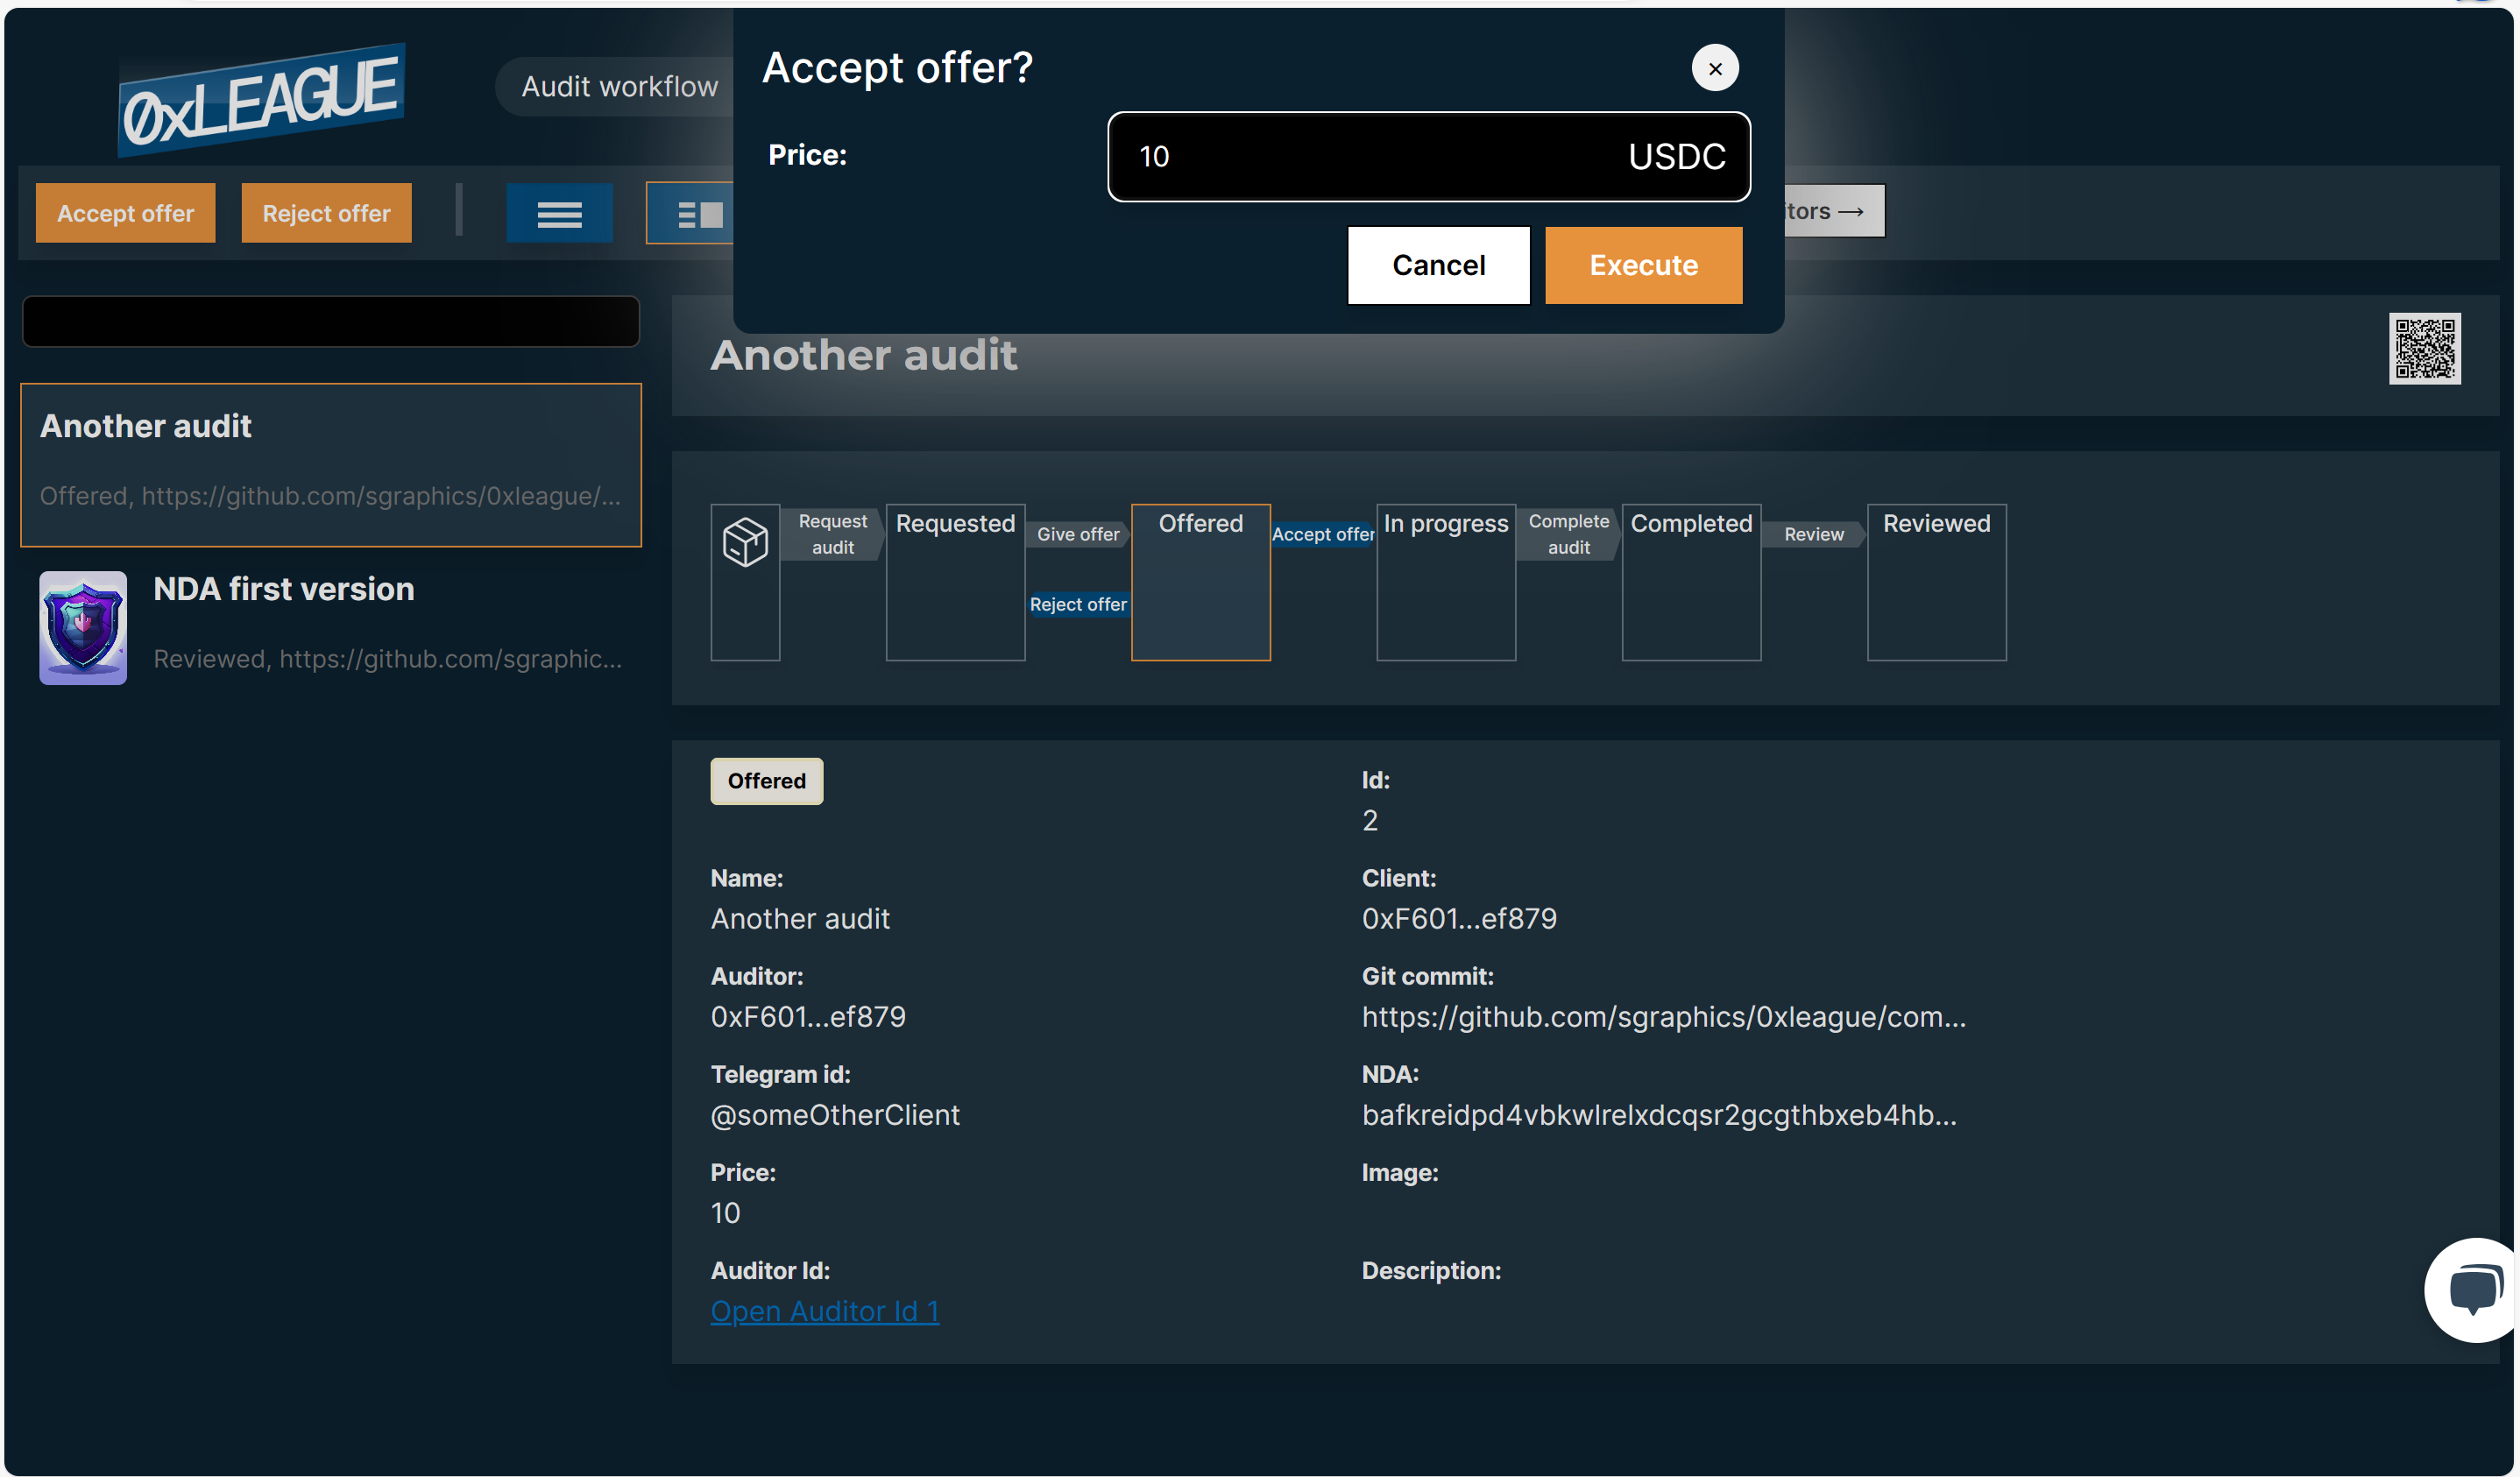 0xLEAGUE
Audit workflow
Accept offer?
×
Price:
10
USDC
Cancel
Execute
Accept offer
Reject offer
Another audit
Another audit
Offered, https://github.com/sgraphics/0xleague/...
NDA first version
Reviewed, https://github.com/sgraphic...
Request
audit
Requested
Give offer
Reject offer
Offered
Accept offer
In progress
Complete
audit
Completed
Review
Reviewed
Offered
Id:
2
Name:
Another audit
Client:
0xF601...ef879
Auditor:
0xF601...ef879
Git commit:
https://github.com/sgraphics/0xleague/com...
Telegram id:
@someOtherClient
NDA:
bafkreidpd4vbkwlrelxdcqsr2gcgthbxeb4hb...
Price:
10
Image:
Auditor Id:
Open Auditor Id 1
Description: